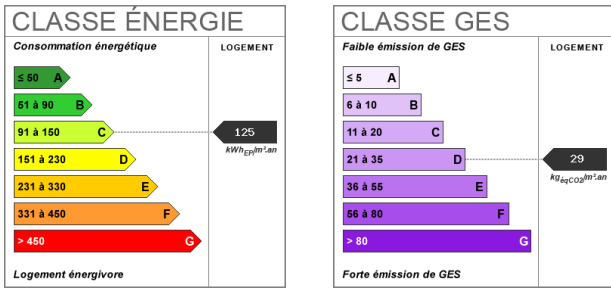 CLASSE ÉNERGIE
Consommation énergétique
LOGEMENT
≤ 50 A
51 à 90 B
91 à 150 C
125
kWhEP/m².an
151 à 230 D
231 à 330 E
331 à 450 F
> 450 G
Logement énergivore
CLASSE GES
Faible émission de GES
LOGEMENT
≤ 5 A
6 à 10 B
11 à 20 C
21 à 35 D
29
kgéqCO2/m².an
36 à 55 E
56 à 80 F
> 80 G
Forte émission de GES